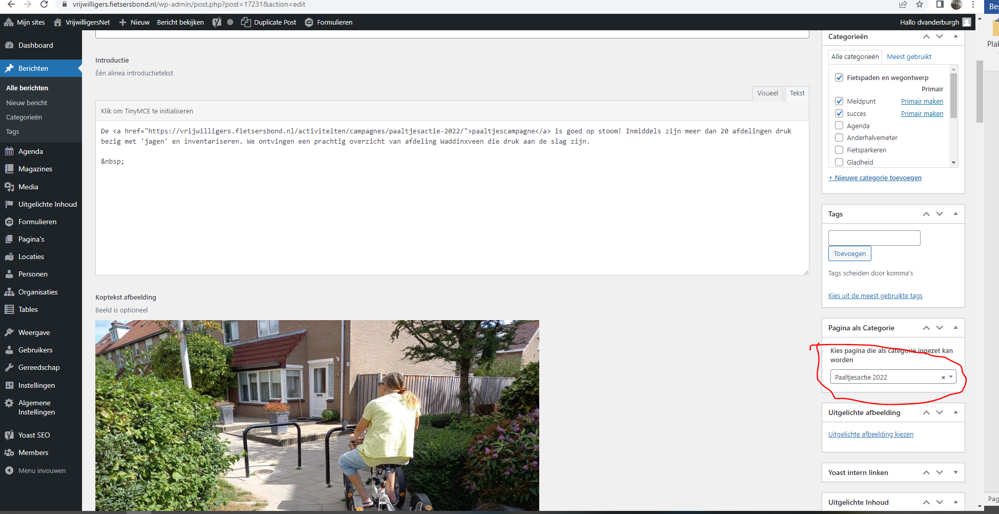 vrijwilligers.fietsersbond.nl/wp-admin/post.php?post=17231&action=edit
Bes
Mijn sites VrijwilligersNet Nieuw Bericht bekijken Duplicate Post Formulieren Hallo dvanderburgh
Plak
Dashboard
Berichten
Alle berichten
Nieuw bericht
Categorieën
Tags
Agenda
Magazines
Media
Uitgelichte Inhoud
Formulieren
Pagina's
Locaties
Personen
Organisaties
Tables
Weergave
Gebruikers
Gereedschap
Instellingen
Algemene
Instellingen
Yoast SEO
Members
Menu invouwen
Introductie
Één alinea introductietekst
Visueel Tekst
Klik om TinyMCE te initialiseren
De <a href="https://vrijwilligers.fietsersbond.nl/activiteiten/campagnes/paaltjesactie-2022/">paaltjescampagne</a> is goed op stoom! Inmiddels zijn meer dan 20 afdelingen druk
bezig met 'jagen' en inventariseren. We ontvingen een prachtig overzicht van afdeling Waddinxveen die druk aan de slag zijn.
&nbsp;
Koptekst afbeelding
Beeld is optioneel
Categorieën
Alle categorieën Meest gebruikt
Fietspaden en wegontwerp
Primair
Meldpunt Primair maken
succes Primair maken
Agenda
Anderhalvemeter
Fietsparkeren
Gladheid
+ Nieuwe categorie toevoegen
Tags
Toevoegen
Tags scheiden door komma's
Kies uit de meest gebruikte tags
Pagina als Categorie
Kies pagina die als categorie ingezet kan
worden
Paaltjesactie 2022 ×
Uitgelichte afbeelding
Uitgelichte afbeelding kiezen
Yoast intern linken
Uitgelichte Inhoud
Pag